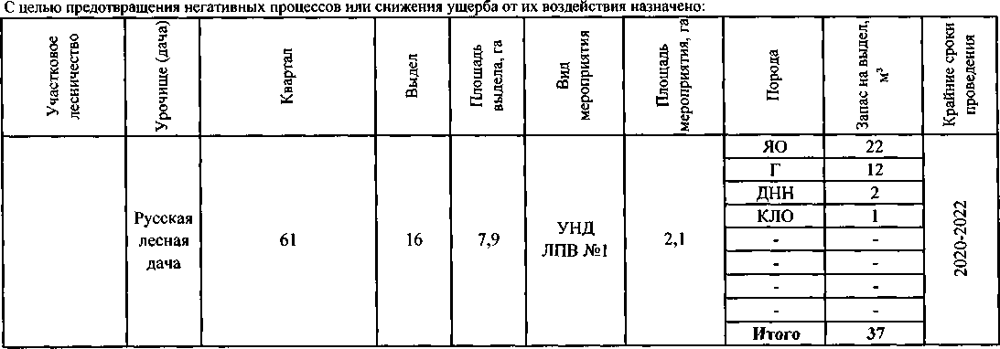 С целью предотвращения негативных процессов или снижения ущерба от их воздействия назначено:
Участковое лесничество
Урочище (дача)
Квартал
Выдел
Площадь выдела, га
Вид мероприятия
Площадь мероприятия, га
Порода
Запас на выдел, м³
Крайние сроки проведения
Русская лесная дача
61
16
7,9
УНД ЛПВ №1
2,1
ЯО 22
Г 12
ДНН 2
КЛО 1
- -
- -
- -
- -
Итого 37
2020-2022